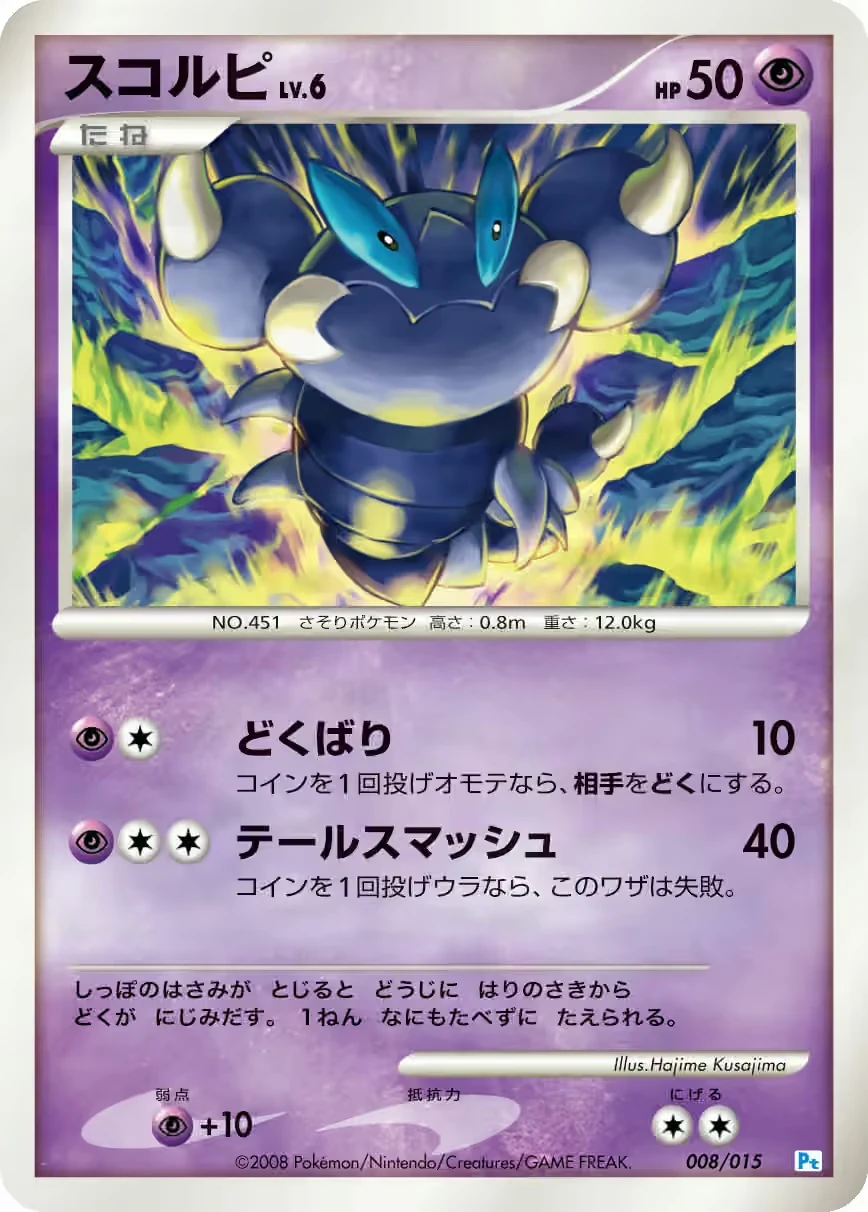 スコルピ LV.6 HP 50
たね
NO.451 さそりポケモン 高さ：0.8m 重さ：12.0kg
どくばり 10
コインを1回投げオモテなら、相手をどくにする。
テールスマッシュ 40
コインを1回投げウラなら、このワザは失敗。
しっぽのはさみが とじると どうじに はりのさきから
どくが にじみだす。 1ねん なにもたべずに たえられる。
Illus.Hajime Kusajima
弱点 抵抗力 にげる
+10
©2008 Pokémon/Nintendo/Creatures/GAME FREAK. 008/015 Pt